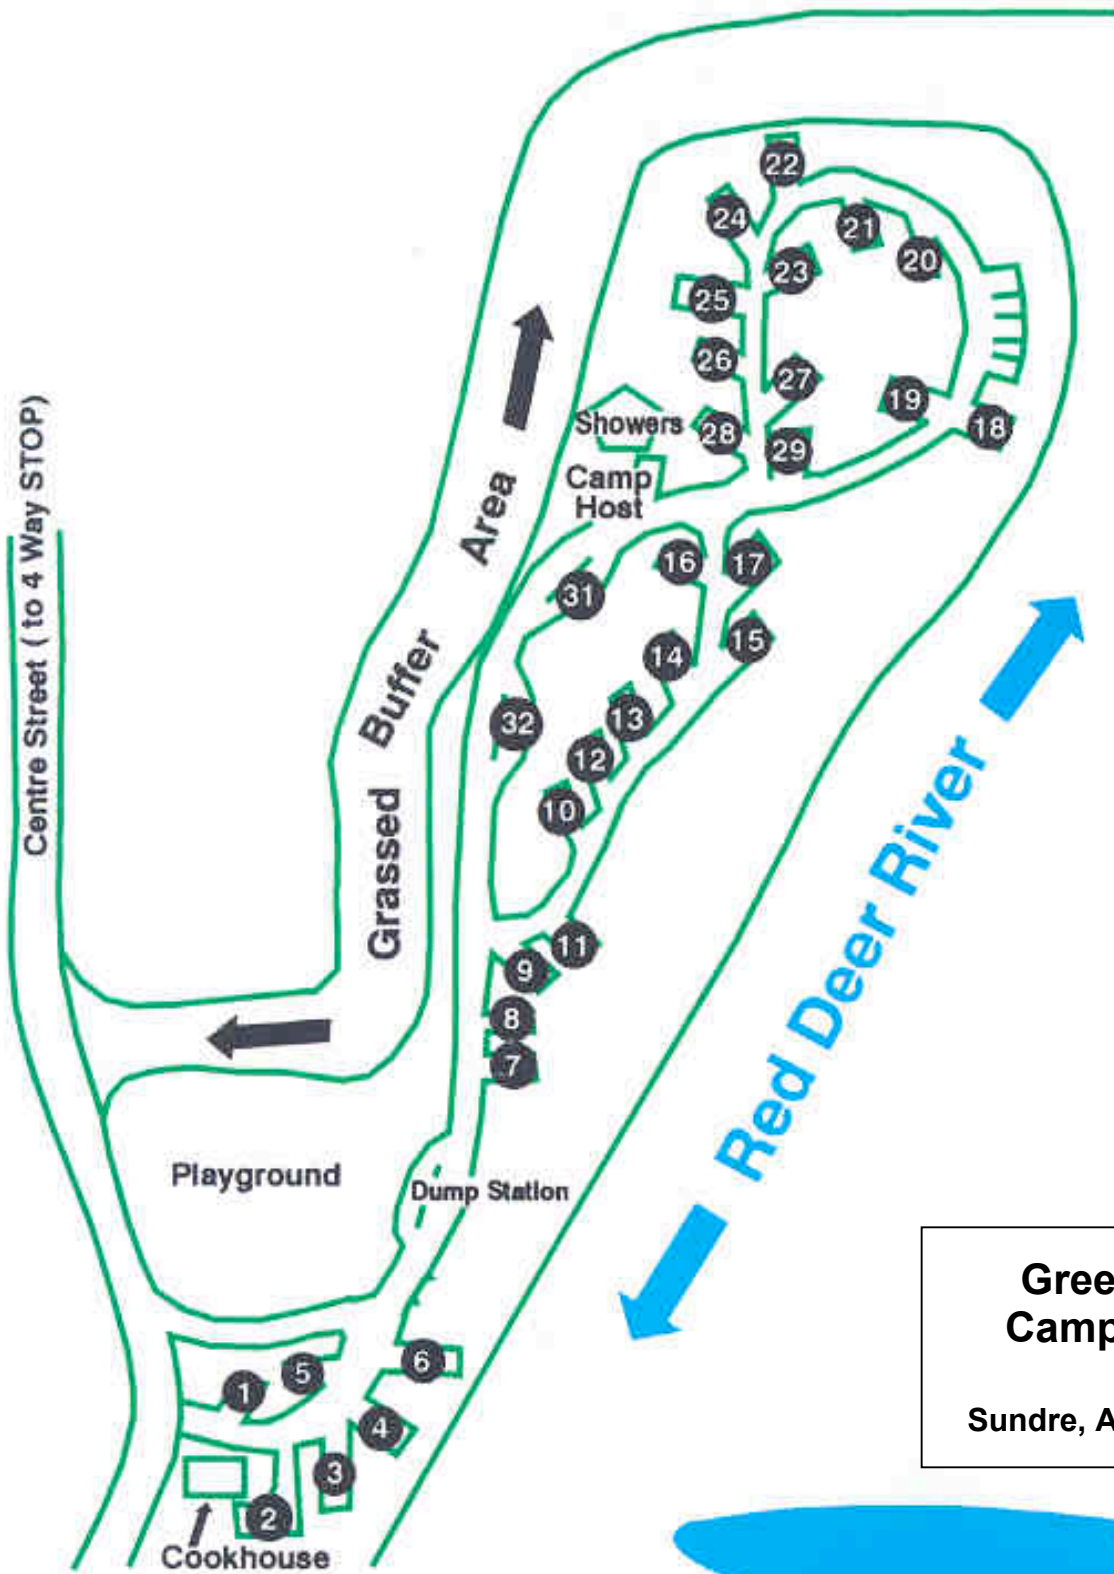 22
24
21
23
20
25
26
27
19
Showers
28
18
29
Camp
Host
16
17
31
15
14
32
13
12
10
11
9
8
7
Centre Street ( to 4 Way STOP)
Grassed Buffer Area
Red Deer River
Playground
Dump Station
6
5
1
4
3
2
Cookhouse
Gree
Camp
Sundre, A